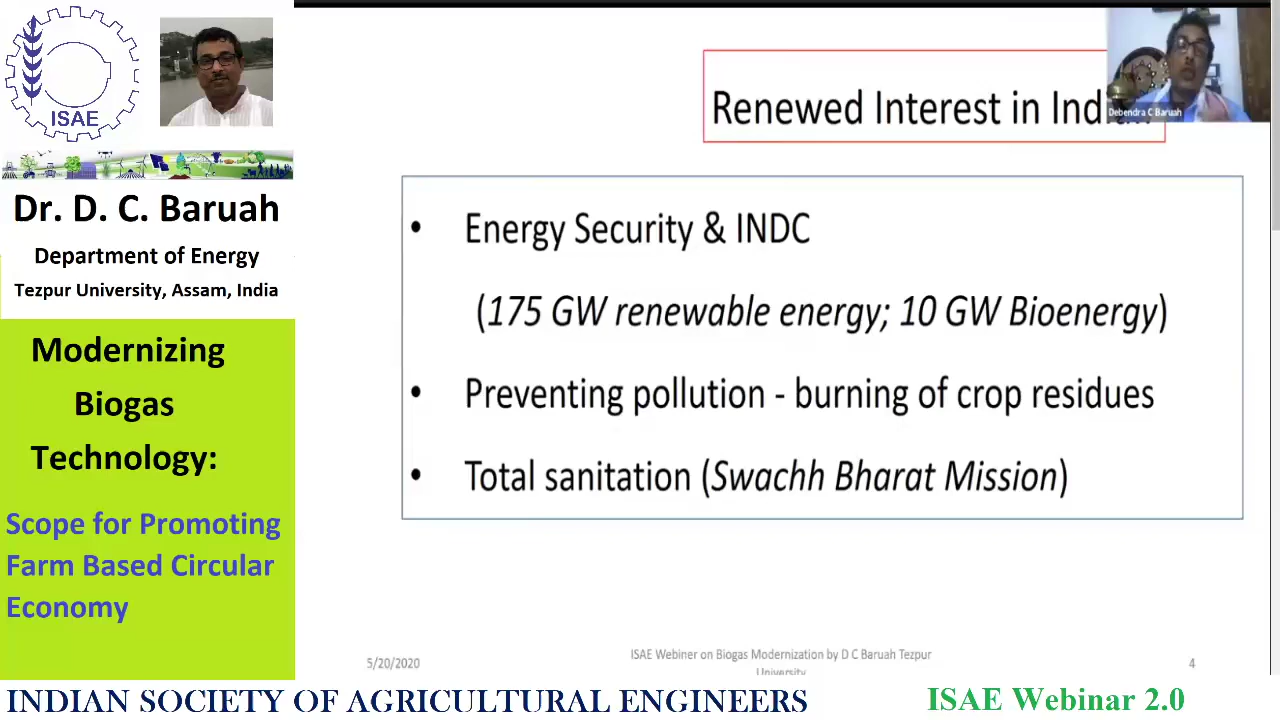 ISAE
Dr. D. C. Baruah
Department of Energy
Tezpur University, Assam, India
Modernizing
Biogas
Technology:
Scope for Promoting
Farm Based Circular
Economy
Renewed Interest in Indi
Debendra C Baruah
• Energy Security & INDC
(175 GW renewable energy; 10 GW Bioenergy)
• Preventing pollution - burning of crop residues
• Total sanitation (Swachh Bharat Mission)
5/20/2020
ISAE Webiner on Biogas Modernization by D C Baruah Tezpur
University
4
INDIAN SOCIETY OF AGRICULTURAL ENGINEERS
ISAE Webinar 2.0